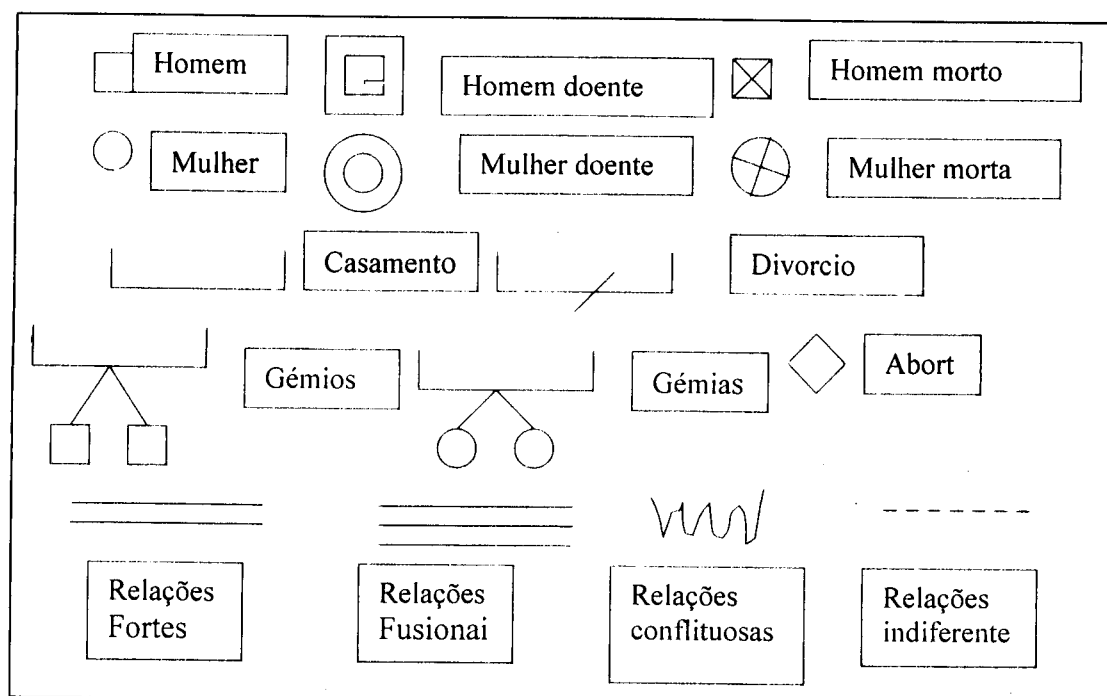 Homem
Homem doente
Homem morto
Mulher
Mulher doente
Mulher morta
Casamento
Divorcio
Gémios
Gémias
Abort
Relações
Fortes
Relações
Fusionai
Relações
conflituosas
Relações
indiferente